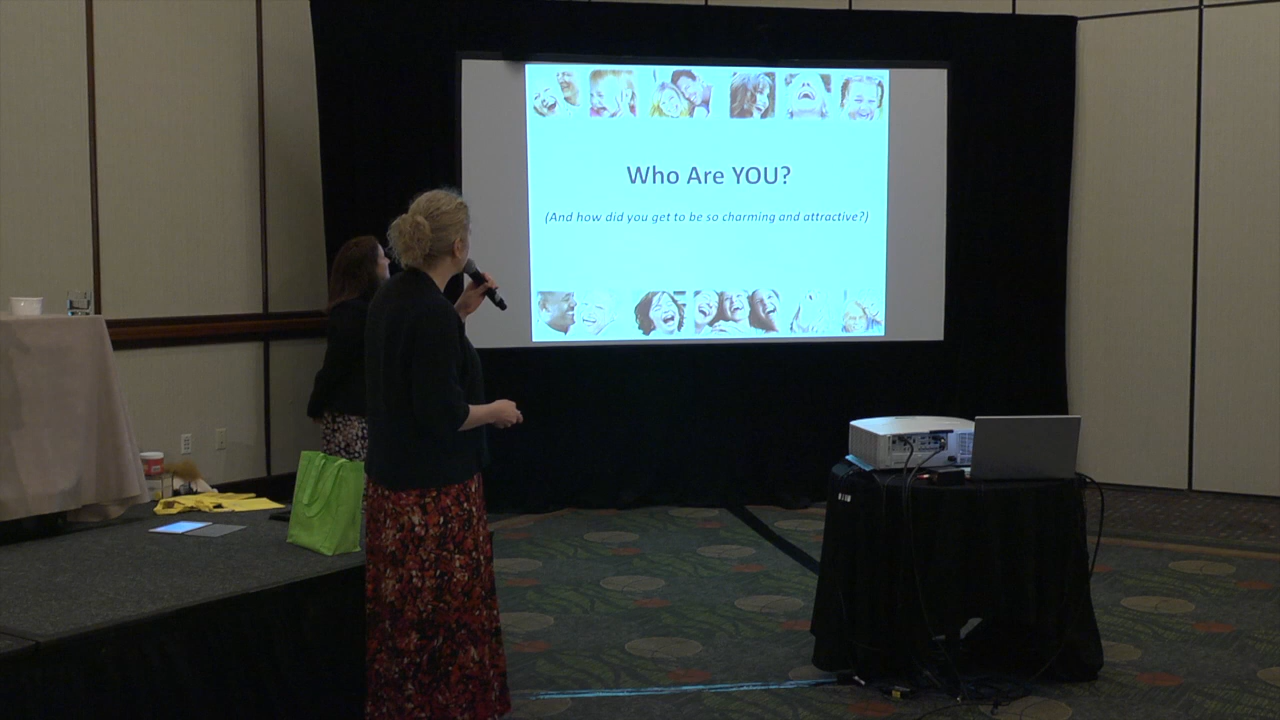 Who Are YOU?
(And how did you get to be so charming and attractive?)